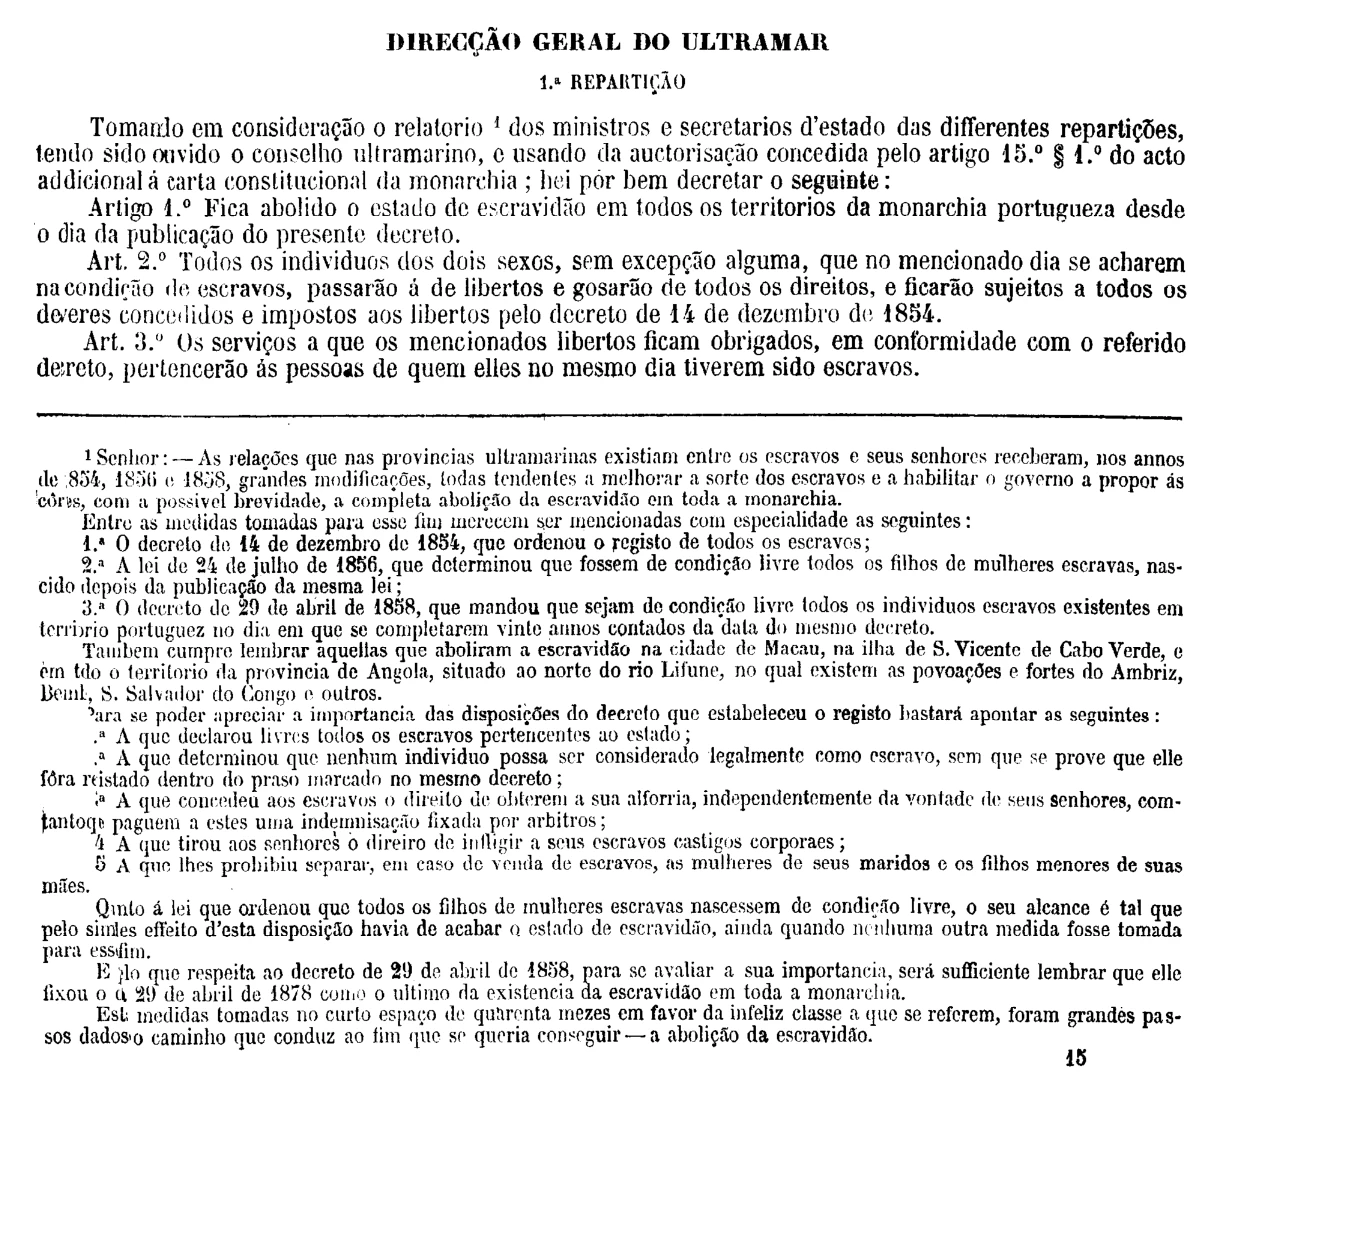 DIRECÇÃO GERAL DO ULTRAMAR
1.ª REPARTIÇÃO
Tomando em consideração o relatorio ¹ dos ministros e secretarios d'estado das differentes repartições,
tendo sido ouvido o conselho ultramarino, e usando da auctorisação concedida pelo artigo 15.º § 1.º do acto
addicional á carta constitucional da monarchia ; hei por bem decretar o seguinte :
Artigo 1.º Fica abolido o estado de escravidão em todos os territorios da monarchia portugueza desde
o dia da publicação do presente decreto.
Art. 2.º Todos os individuos dos dois sexos, sem excepção alguma, que no mencionado dia se acharem
na condição de escravos, passarão á de libertos e gosarão de todos os direitos, e ficarão sujeitos a todos os
deveres concedidos e impostos aos libertos pelo decreto de 14 de dezembro de 1854.
Art. 3.º Os serviços a que os mencionados libertos ficam obrigados, em conformidade com o referido
decreto, pertencerão ás pessoas de quem elles no mesmo dia tiverem sido escravos.
¹ Senhor : — As relações que nas provincias ultramarinas existiam entre os escravos e seus senhores receberam, nos annos
de 854, 1856 e 1858, grandes modificações, todas tendentes a melhorar a sorte dos escravos e a habilitar o governo a propor ás
côres, com a possivel brevidade, a completa abolição da escravidão em toda a monarchia.
Entre as medidas tomadas para esse fim merecem ser mencionadas com especialidade as seguintes :
1.ª O decreto de 14 de dezembro de 1854, que ordenou o registo de todos os escravos ;
2.ª A lei de 24 de julho de 1856, que determinou que fossem de condição livre todos os filhos de mulheres escravas, nas-
cido depois da publicação da mesma lei ;
3.ª O decreto de 29 de abril de 1858, que mandou que sejam de condição livre todos os individuos escravos existentes em
territorio portuguez no dia em que se completarem vinte annos contados da data do mesmo decreto.
Tambem cumpre lembrar aquellas que aboliram a escravidão na cidade de Macau, na ilha de S. Vicente de Cabo Verde, e
em tdo o territorio da provincia de Angola, situado ao norte do rio Lifune, no qual existem as povoações e fortes do Ambriz,
S. Salvador do Congo e outros.
Para se poder apreciar a importancia das disposições do decreto que estabeleceu o registo bastará apontar as seguintes :
.ª A que declarou livres todos os escravos pertencentes ao estado ;
.ª A que determinou que nenhum individuo possa ser considerado legalmente como escravo, sem que se prove que elle
fôra reistado dentro do praso marcado no mesmo decreto ;
.ª A que concedeu aos escravos o direito de obterem a sua alforria, independentemente da vontade de seus senhores, com-
tantoqe paguem a estes uma indemnisação fixada por arbitros ;
4 A que tirou aos senhores o direiro de infligir a seus escravos castigos corporaes ;
5 A que lhes prohibiu separar, em caso de venda de escravos, as mulheres de seus maridos e os filhos menores de suas
mães.
Qinto á lei que ordenou que todos os filhos de mulheres escravas nascessem de condição livre, o seu alcance é tal que
pelo simles effeito d'esta disposição havia de acabar o estado de escravidão, ainda quando nenhuma outra medida fosse tomada
para essfim.
E plo que respeita ao decreto de 29 de abril de 1858, para se avaliar a sua importancia, será sufficiente lembrar que elle
fixou o d 29 de abril de 1878 como o ultimo da existencia da escravidão em toda a monarchia.
Est medidas tomadas no curto espaço de quarenta mezes em favor da infeliz classe a que se referem, foram grandes pas-
sos dados o caminho que conduz ao fim que se queria conseguir — a abolição da escravidão.
15